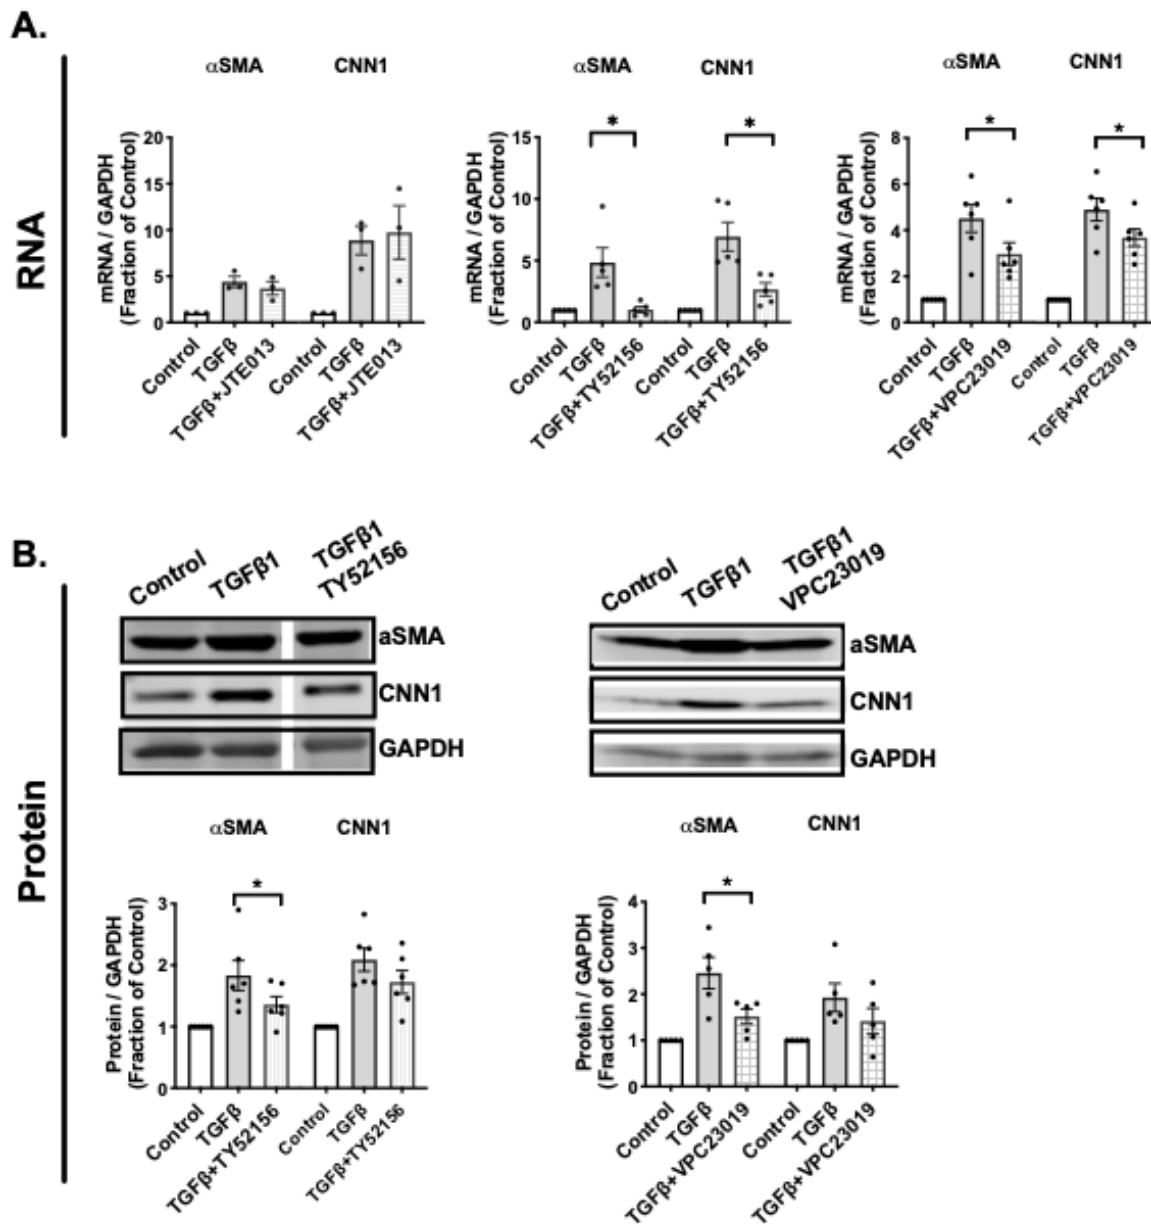 A.
RNA
αSMA CNN1
mRNA / GAPDH
(Fraction of Control)
20
15
10
5
0
Control
TGFβ
TGFβ+JTE013
Control
TGFβ
TGFβ+JTE013
αSMA CNN1
* *
mRNA / GAPDH
(Fraction of Control)
15
10
5
0
Control
TGFβ
TGFβ+TY52156
Control
TGFβ
TGFβ+TY52156
αSMA CNN1
* *
mRNA / GAPDH
(Fraction of Control)
8
6
4
2
0
Control
TGFβ
TGFβ+VPC23019
Control
TGFβ
TGFβ+VPC23019
B.
Protein
Control
TGFβ1
TGFβ1
TY52156
aSMA
CNN1
GAPDH
Control
TGFβ1
TGFβ1
VPC23019
aSMA
CNN1
GAPDH
αSMA CNN1
*
Protein / GAPDH
(Fraction of Control)
3
2
1
0
Control
TGFβ
TGFβ+TY52156
Control
TGFβ
TGFβ+TY52156
αSMA CNN1
*
Protein / GAPDH
(Fraction of Control)
4
3
2
1
0
Control
TGFβ
TGFβ+VPC23019
Control
TGFβ
TGFβ+VPC23019